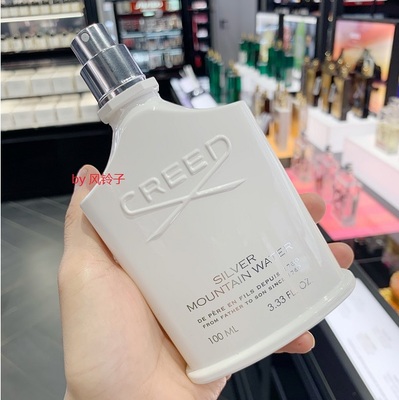 by 风铃子
CREED
SILVER
MOUNTAIN WATER
DE PÈRE EN FILS DEPUIS
FROM FATHER TO SON SINCE
100 ML 3.33 FL OZ